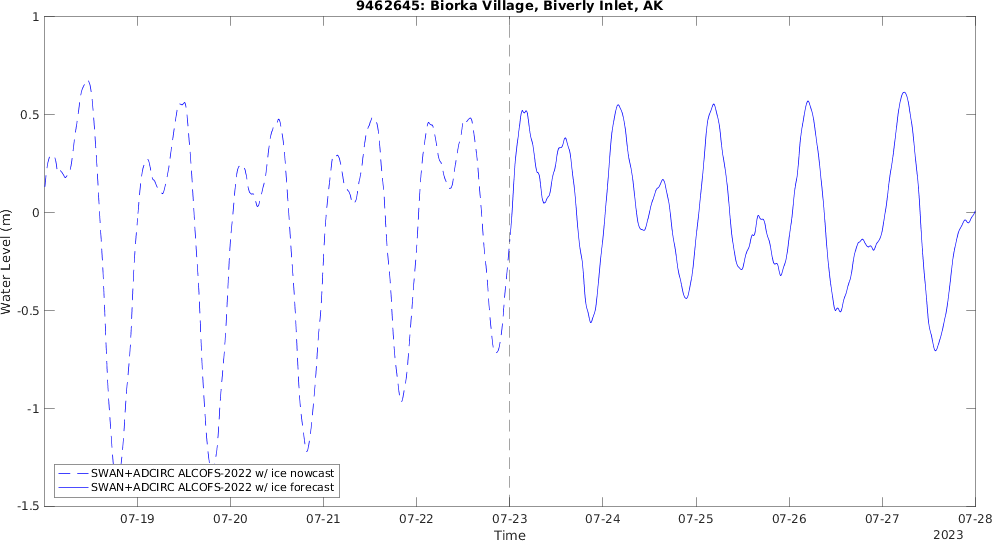 9462645: Biorka Village, Biverly Inlet, AK
Water Level (m)
1
0.5
0
-0.5
-1
-1.5
SWAN+ADCIRC ALCOFS-2022 w/ ice nowcast
SWAN+ADCIRC ALCOFS-2022 w/ ice forecast
07-19 07-20 07-21 07-22 07-23 07-24 07-25 07-26 07-27 07-28
Time
2023